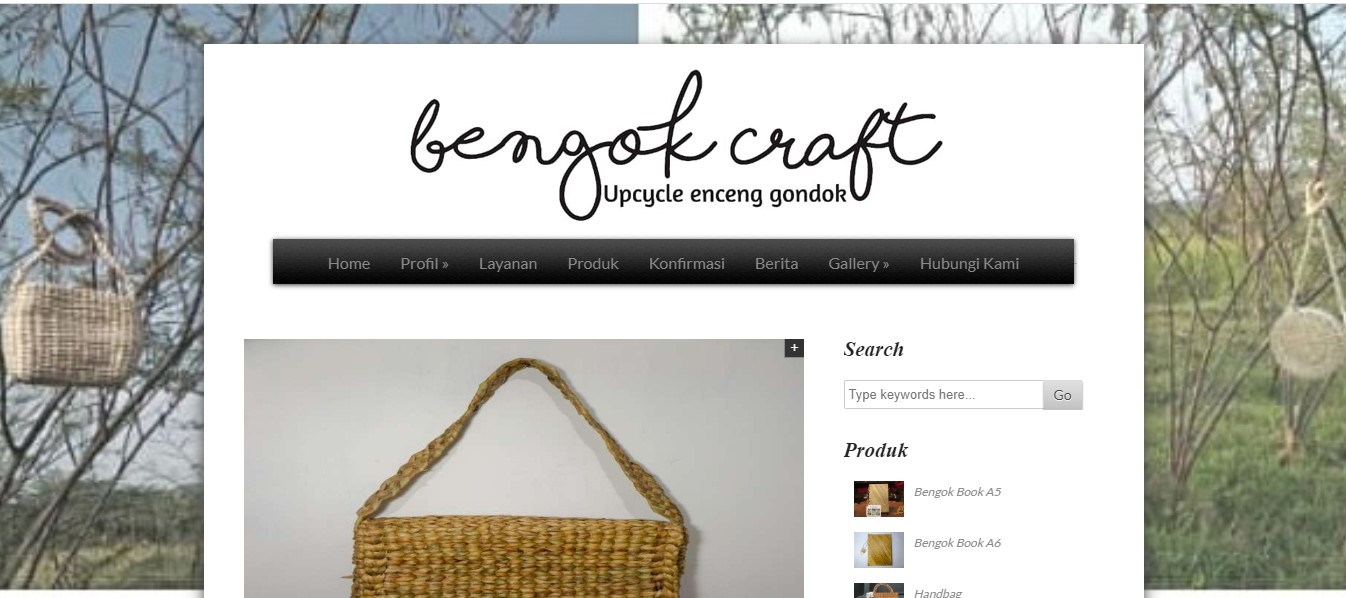 bengok craft
Upcycle enceng gondok
Home Profil » Layanan Produk Konfirmasi Berita Gallery » Hubungi Kami
+
Search
Type keywords here... Go
Produk
Bengok Book A5
Bengok Book A6
Handbag